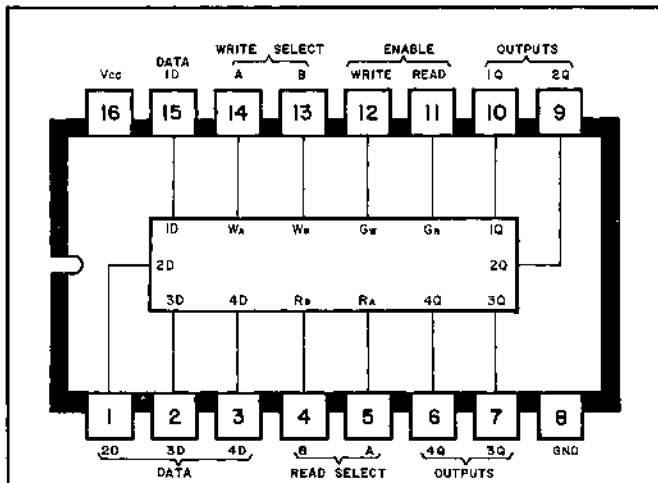 WRITE SELECT ENABLE OUTPUTS
DATA
Vcc 1D A B WRITE READ 1Q 2Q
16 15 14 13 12 11 10 9
1D WA WB GW GR 1Q
2D 2Q
3D 4D RB RA 4Q 3Q
1 2 3 4 5 6 7 8
2D 3D 4D B A 4Q 3Q GND
DATA READ SELECT OUTPUTS